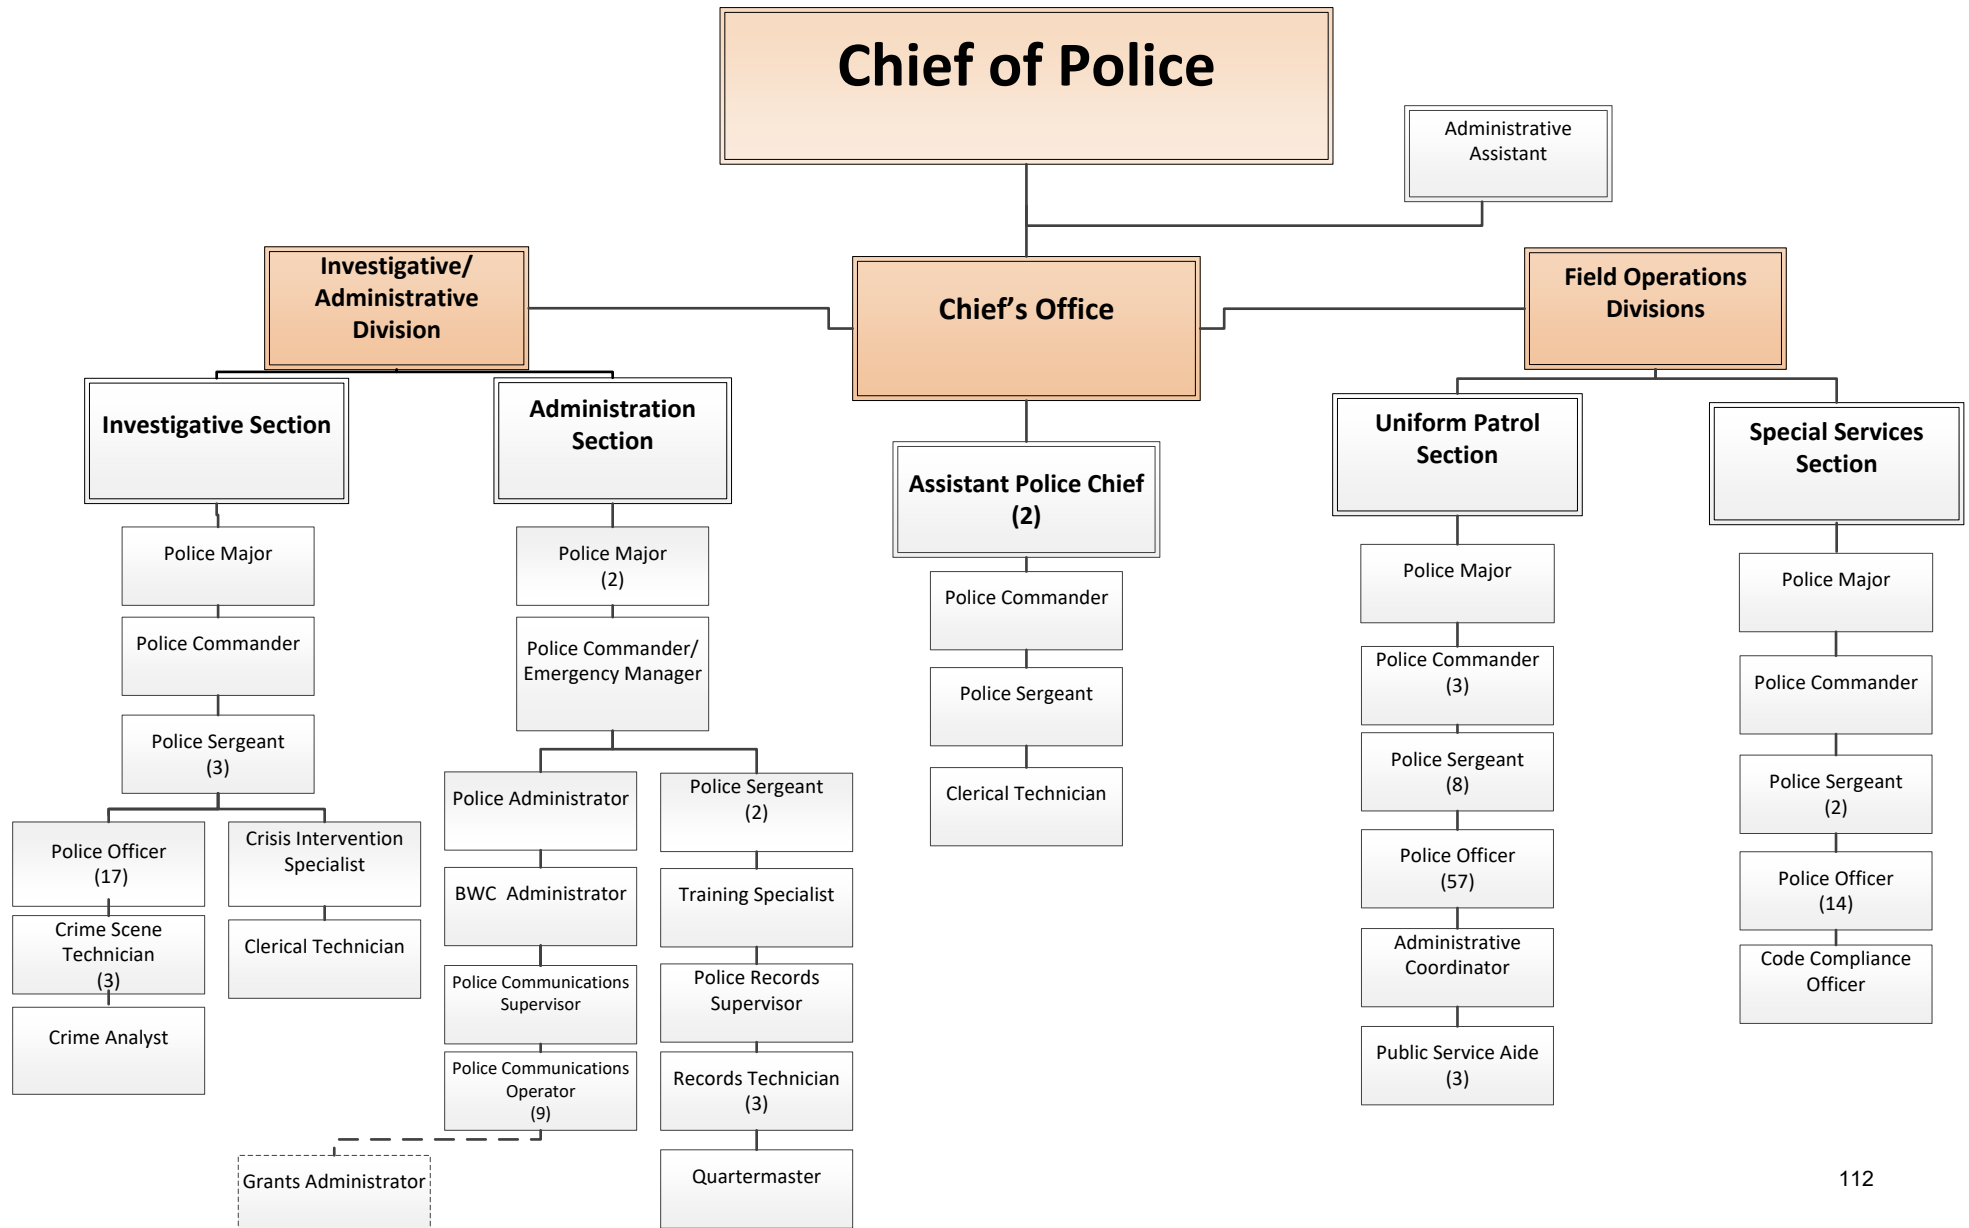 Chief of Police
Administrative
Assistant
Investigative/
Administrative
Division
Chief’s Office
Field Operations
Divisions
Investigative Section
Police Major
Police Commander
Police Sergeant
(3)
Police Officer
(17)
Crime Scene
Technician
(3)
Crime Analyst
Crisis Intervention
Specialist
Clerical Technician
Administration
Section
Police Major
(2)
Police Commander/
Emergency Manager
Police Administrator
BWC  Administrator
Police Communications
Supervisor
Police Communications
Operator
(9)
Grants Administrator
Police Sergeant
(2)
Training Specialist
Police Records
Supervisor
Records Technician
(3)
Quartermaster
Assistant Police Chief
(2)
Police Commander
Police Sergeant
Clerical Technician
Uniform Patrol
Section
Police Major
Police Commander
(3)
Police Sergeant
(8)
Police Officer
(57)
Administrative
Coordinator
Public Service Aide
(3)
Special Services
Section
Police Major
Police Commander
Police Sergeant
(2)
Police Officer
(14)
Code Compliance
Officer
112